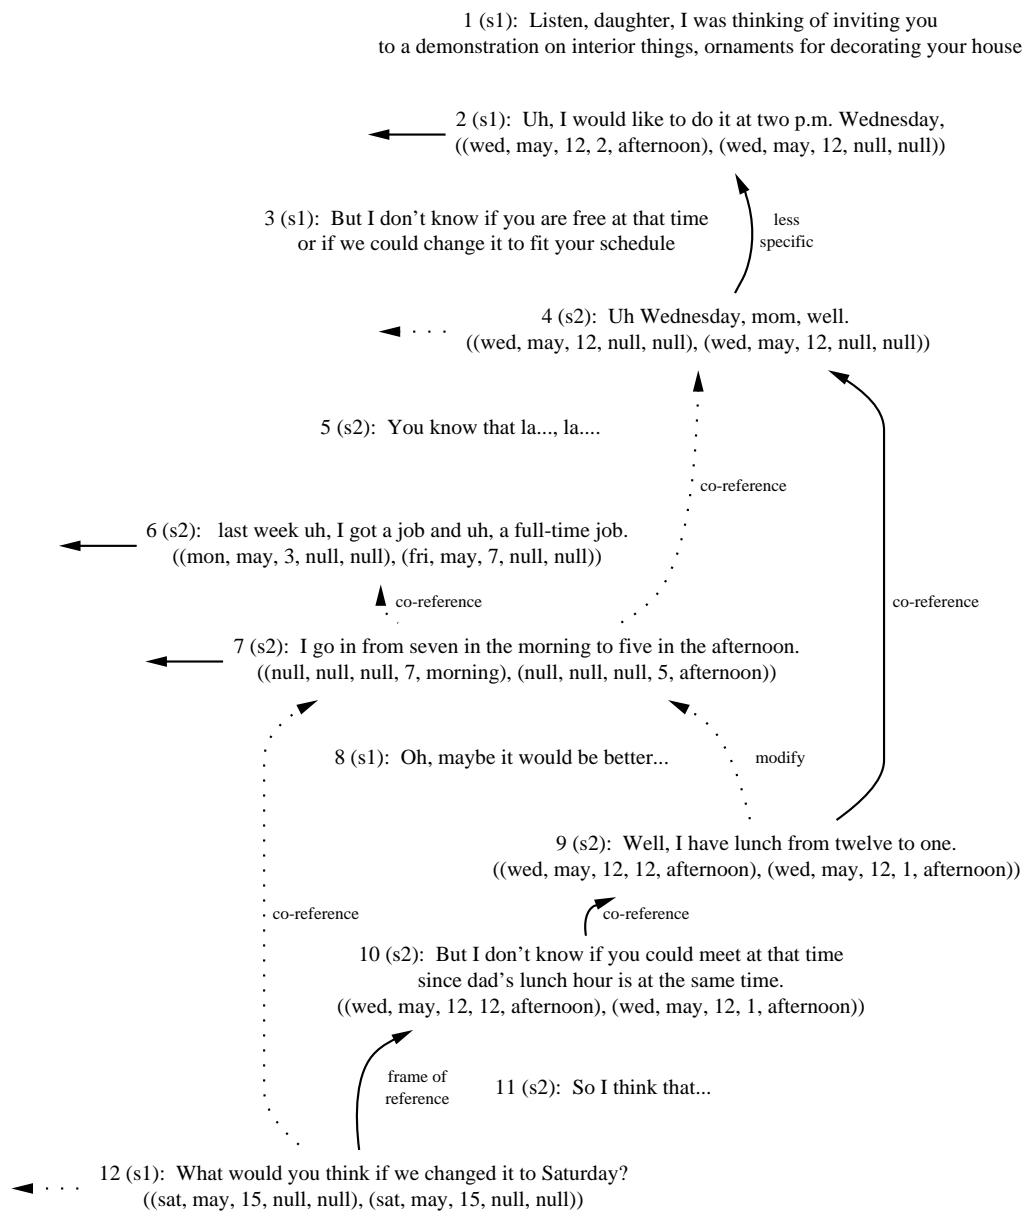 1 (s1): Listen, daughter, I was thinking of inviting you
to a demonstration on interior things, ornaments for decorating your house
2 (s1): Uh, I would like to do it at two p.m. Wednesday,
((wed, may, 12, 2, afternoon), (wed, may, 12, null, null))
3 (s1): But I don't know if you are free at that time
or if we could change it to fit your schedule
less
specific
4 (s2): Uh Wednesday, mom, well.
((wed, may, 12, null, null), (wed, may, 12, null, null))
5 (s2): You know that la..., la....
co-reference
6 (s2): last week uh, I got a job and uh, a full-time job.
((mon, may, 3, null, null), (fri, may, 7, null, null))
co-reference
co-reference
7 (s2): I go in from seven in the morning to five in the afternoon.
((null, null, null, 7, morning), (null, null, null, 5, afternoon))
8 (s1): Oh, maybe it would be better...
modify
9 (s2): Well, I have lunch from twelve to one.
((wed, may, 12, 12, afternoon), (wed, may, 12, 1, afternoon))
co-reference
co-reference
10 (s2): But I don't know if you could meet at that time
since dad's lunch hour is at the same time.
((wed, may, 12, 12, afternoon), (wed, may, 12, 1, afternoon))
frame of
reference
11 (s2): So I think that...
12 (s1): What would you think if we changed it to Saturday?
((sat, may, 15, null, null), (sat, may, 15, null, null))